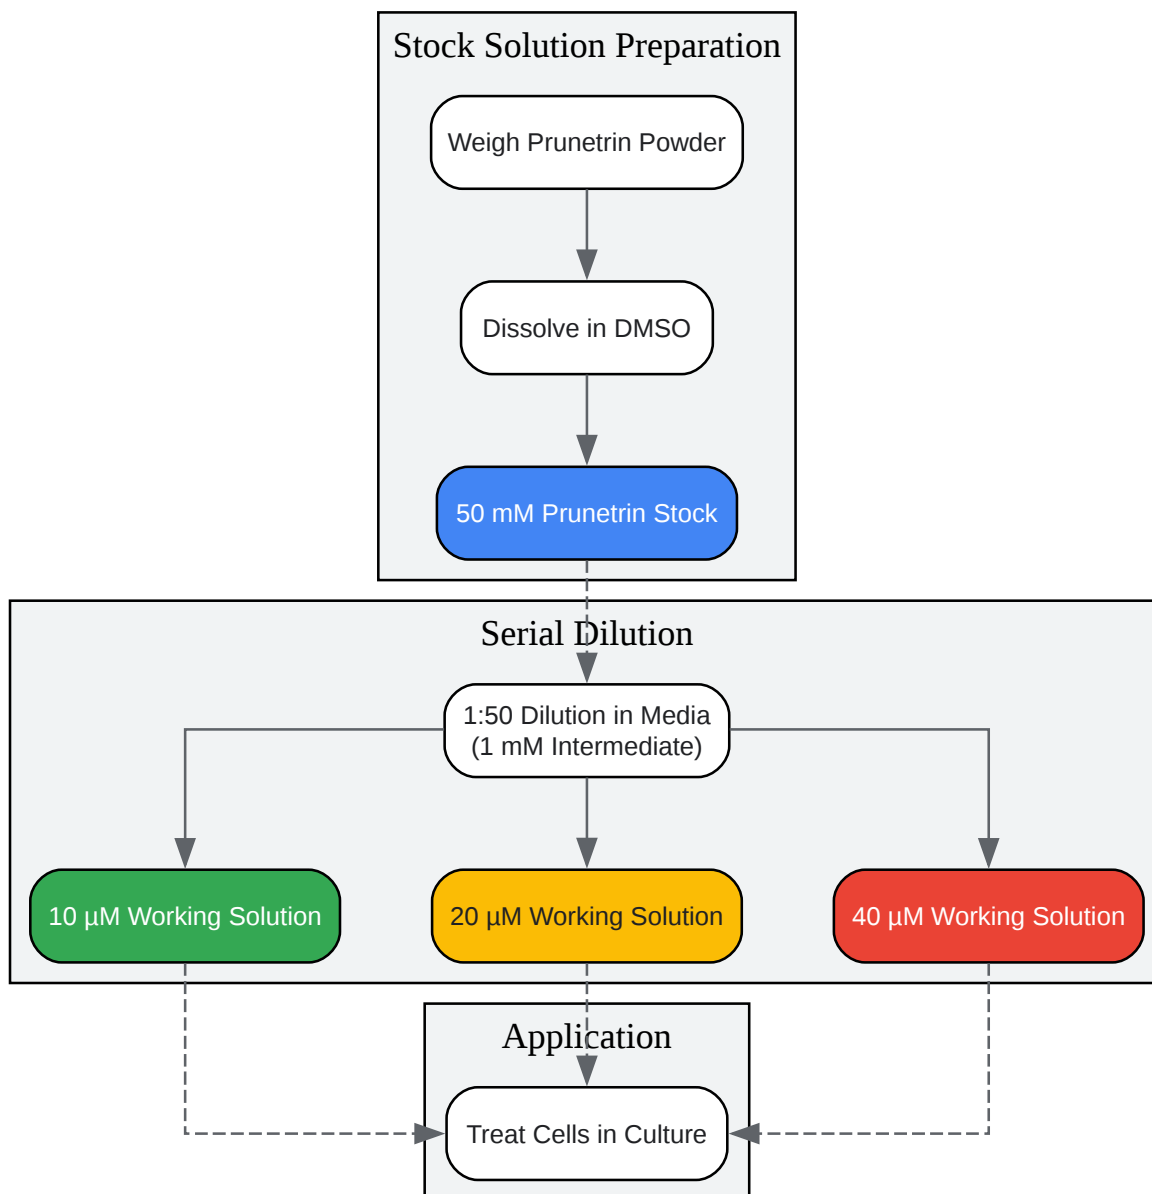 Stock Solution Preparation
Weigh Prunetrin Powder
Dissolve in DMSO
50 mM Prunetrin Stock
Serial Dilution
1:50 Dilution in Media
(1 mM Intermediate)
10 µM Working Solution
20 µM Working Solution
40 µM Working Solution
Application
Treat Cells in Culture